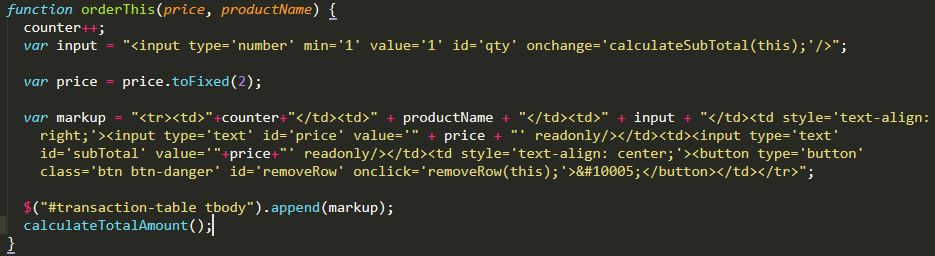 function orderThis(price, productName) {
counter++;
var input = "<input type='number' min='1' value='1' id='qty' onchange='calculateSubTotal(this);'/>";
var price = price.toFixed(2);
var markup = "<tr><td>"+counter+"</td><td>" + productName + "</td><td>" + input + "</td><td style='text-align:
right;'><input type='text' id='price' value='" + price + "' readonly/></td><td><input type='text'
id='subTotal' value='"+price+"' readonly/></td><td style='text-align: center;'><button type='button'
class='btn btn-danger' id='removeRow' onclick='removeRow(this);'>&#10005;</button></td></tr>";
$("#transaction-table tbody").append(markup);
calculateTotalAmount();
}